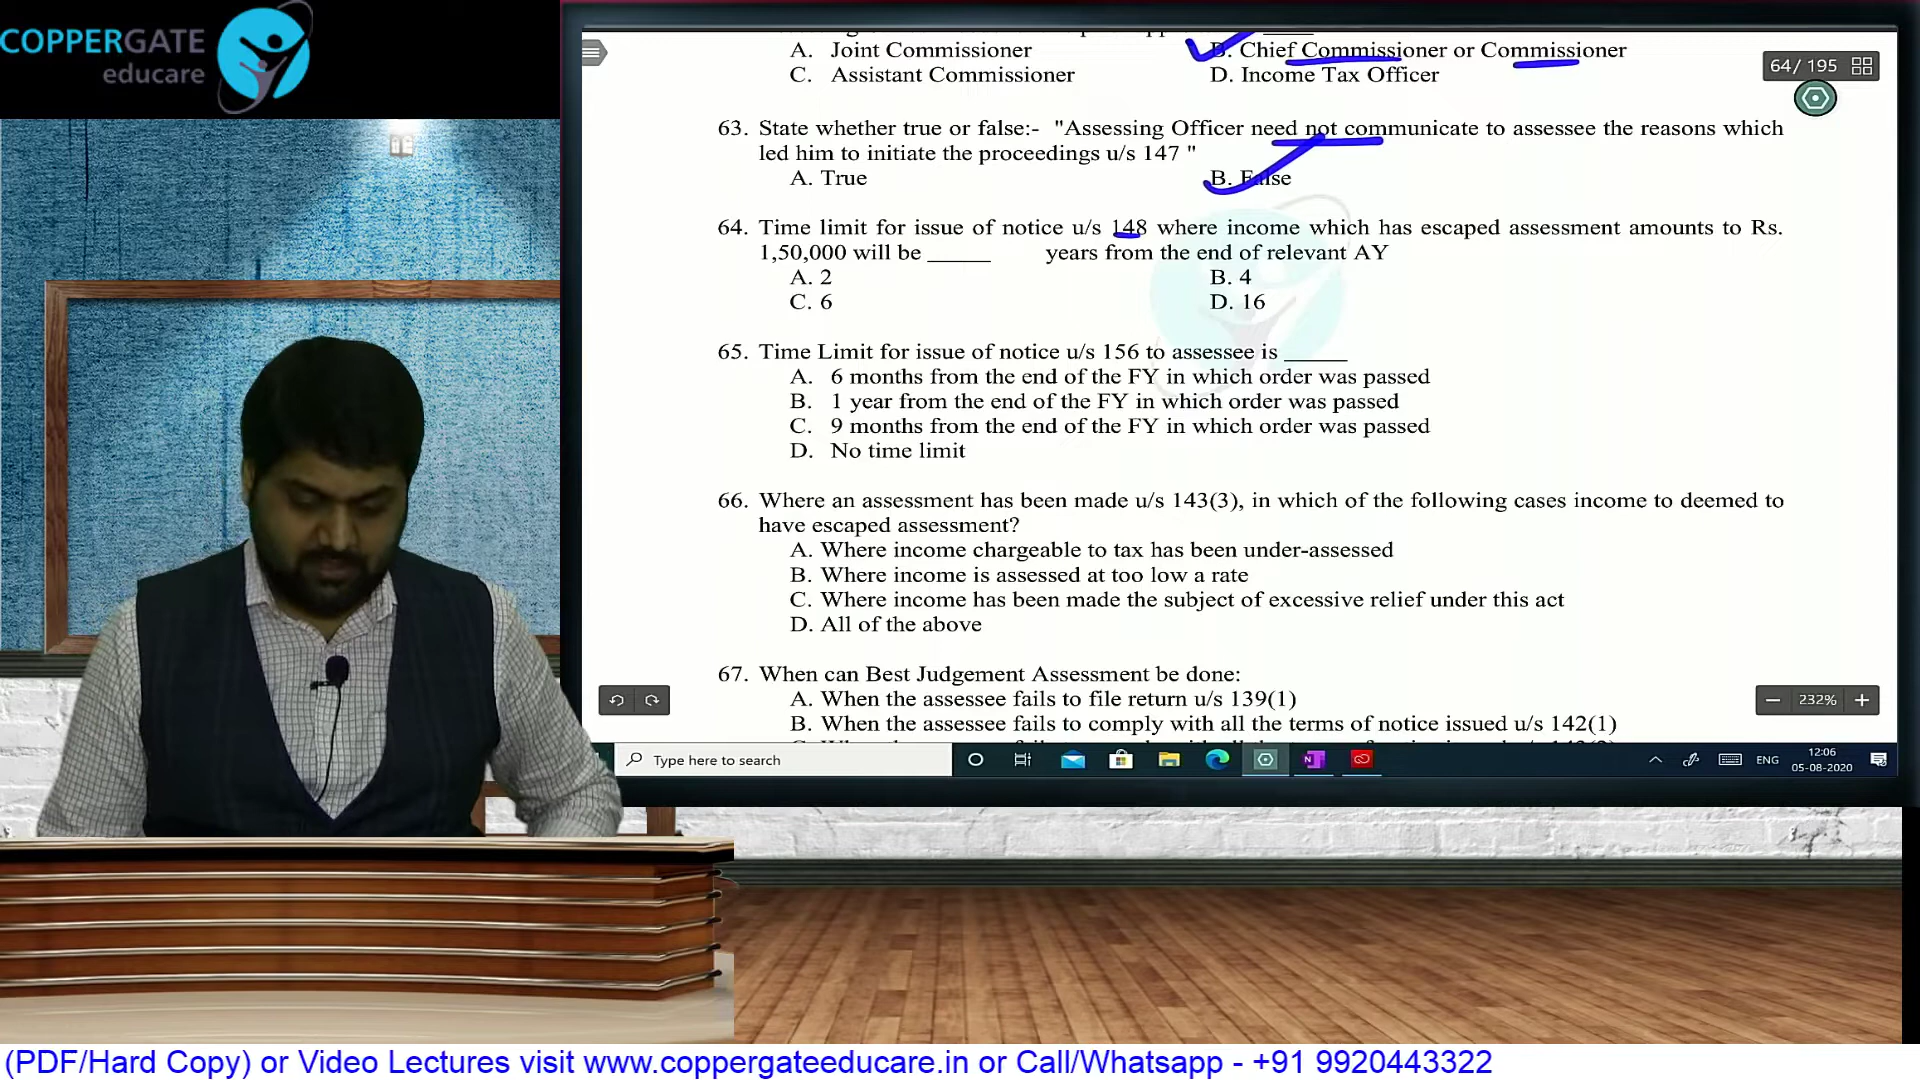 COPPERGATE
educare
A. Joint Commissioner B. Chief Commissioner or Commissioner
C. Assistant Commissioner D. Income Tax Officer
64 / 195
63. State whether true or false:- "Assessing Officer need not communicate to assessee the reasons which
led him to initiate the proceedings u/s 147 "
A. True B. False
64. Time limit for issue of notice u/s 148 where income which has escaped assessment amounts to Rs.
1,50,000 will be _____ years from the end of relevant AY
A. 2 B. 4
C. 6 D. 16
65. Time Limit for issue of notice u/s 156 to assessee is _____
A. 6 months from the end of the FY in which order was passed
B. 1 year from the end of the FY in which order was passed
C. 9 months from the end of the FY in which order was passed
D. No time limit
66. Where an assessment has been made u/s 143(3), in which of the following cases income to deemed to
have escaped assessment?
A. Where income chargeable to tax has been under-assessed
B. Where income is assessed at too low a rate
C. Where income has been made the subject of excessive relief under this act
D. All of the above
67. When can Best Judgement Assessment be done:
A. When the assessee fails to file return u/s 139(1)
B. When the assessee fails to comply with all the terms of notice issued u/s 142(1)
232%
Type here to search
ENG
12:06
05-08-2020
(PDF/Hard Copy) or Video Lectures visit www.coppergateeducare.in or Call/Whatsapp - +91 9920443322